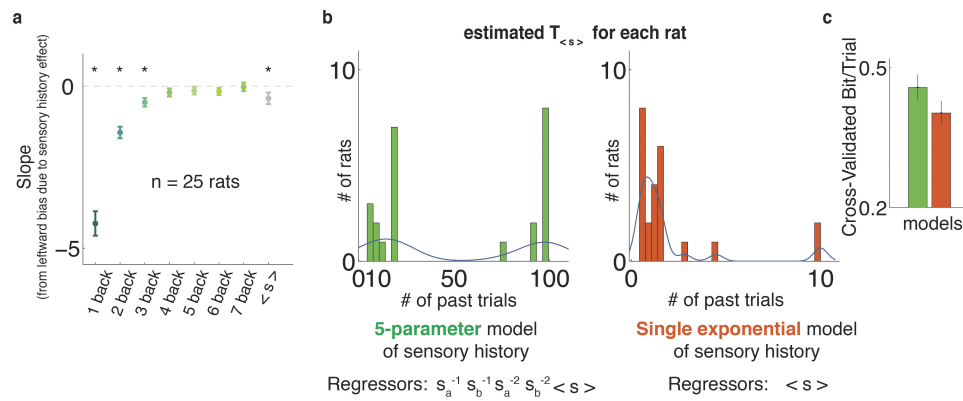 a
Slope
(from leftward bias due to sensory history effect)
0
−5
* * * *
n = 25 rats
1 back
2 back
3 back
4 back
5 back
6 back
7 back
< s >
b
estimated T<s> for each rat
# of rats
10
0
0 10 50 100
# of past trials
5-parameter model
of sensory history
Regressors: sa-1 sb-1 sa-2 sb-2 < s >
# of rats
10
0
0 10
# of past trials
Single exponential model
of sensory history
Regressors: < s >
c
Cross-Validated Bit/Trial
0.5
0.2
models